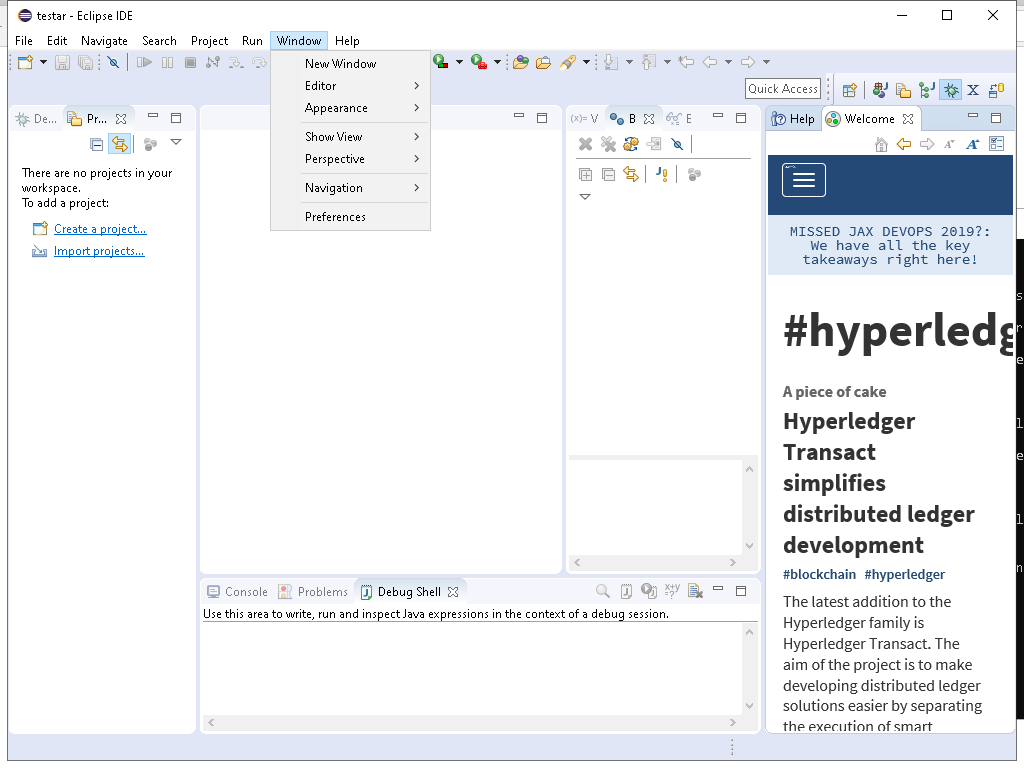 testar - Eclipse IDE
File Edit Navigate Search Project Run Window Help
New Window
Editor
Appearance
Show View
Perspective
Navigation
Preferences
Quick Access
De...
Pr...
There are no projects in your
workspace.
To add a project:
Create a project...
Import projects...
(x)= V
B
E
Help
Welcome
MISSED JAX DEVOPS 2019?:
We have all the key
takeaways right here!
#hyperledg
A piece of cake
Hyperledger
Transact
simplifies
distributed ledger
development
#blockchain #hyperledger
The latest addition to the
Hyperledger family is
Hyperledger Transact. The
aim of the project is to make
developing distributed ledger
solutions easier by separating
the execution of smart
Console
Problems
Debug Shell
Use this area to write, run and inspect Java expressions in the context of a debug session.